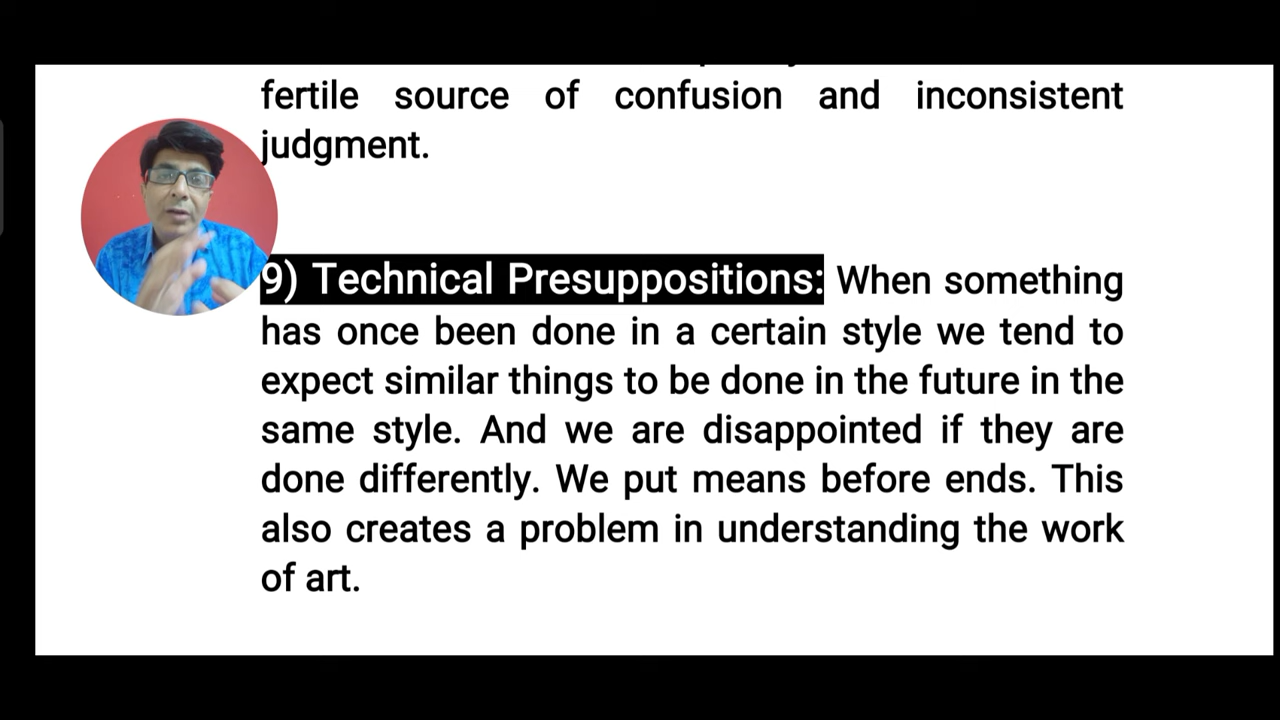 fertile source of confusion and inconsistent
judgment.
9) Technical Presuppositions: When something
has once been done in a certain style we tend to
expect similar things to be done in the future in the
same style. And we are disappointed if they are
done differently. We put means before ends. This
also creates a problem in understanding the work
of art.